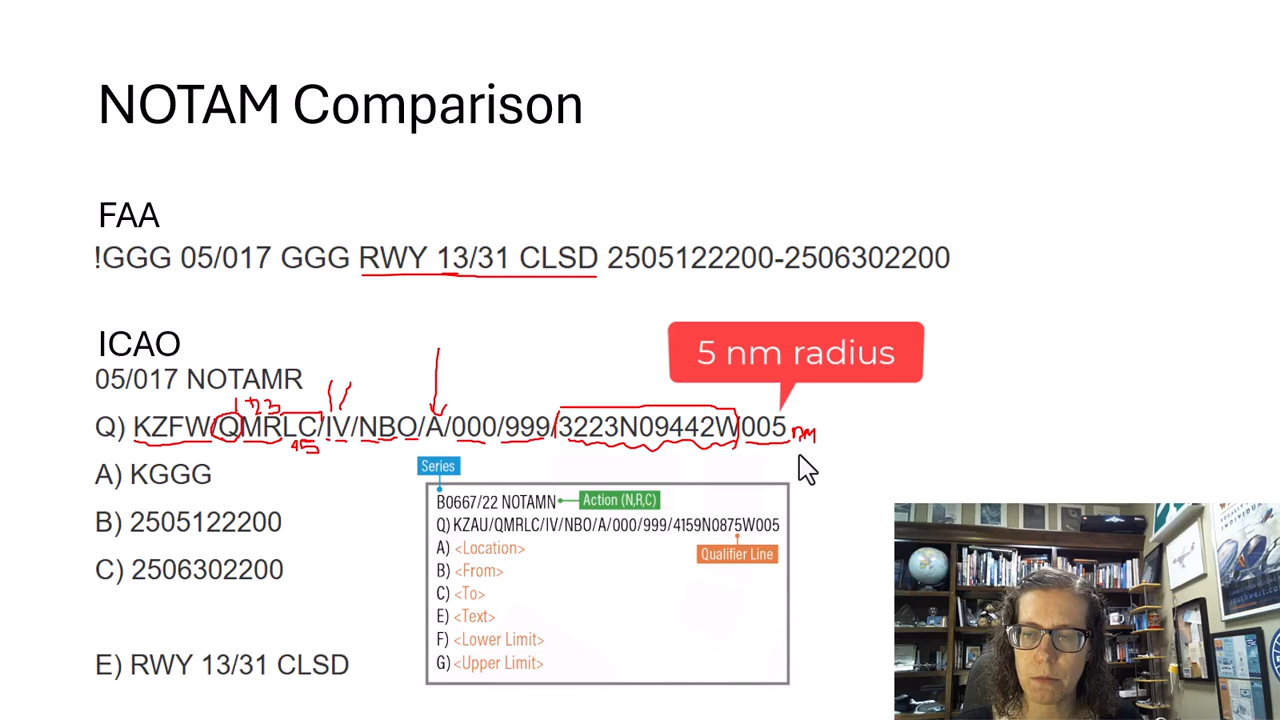 NOTAM Comparison
FAA
!GGG 05/017 GGG RWY 13/31 CLSD 2505122200-2506302200
ICAO
5 nm radius
05/017 NOTAMR
23
Q) KZFW/QMRLC/IV/NBO/A/000/999/3223N09442W005
nm
45
A) KGGG
Series
B0667/22 NOTAMN
Action (N,R,C)
Q) KZAU/QMRLC/IV/NBO/A/000/999/4159N0875W005
Qualifier Line
A) <Location>
B) <From>
C) <To>
E) <Text>
F) <Lower Limit>
G) <Upper Limit>
B) 2505122200
C) 2506302200
E) RWY 13/31 CLSD